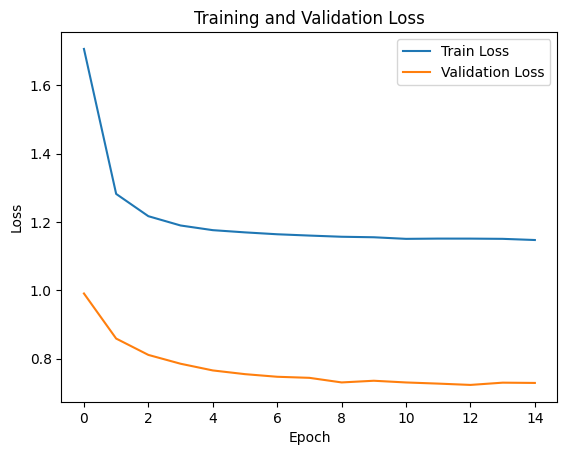 Training and Validation Loss
Train Loss
Validation Loss
1.6
1.4
1.2
1.0
0.8
Loss
0 2 4 6 8 10 12 14
Epoch